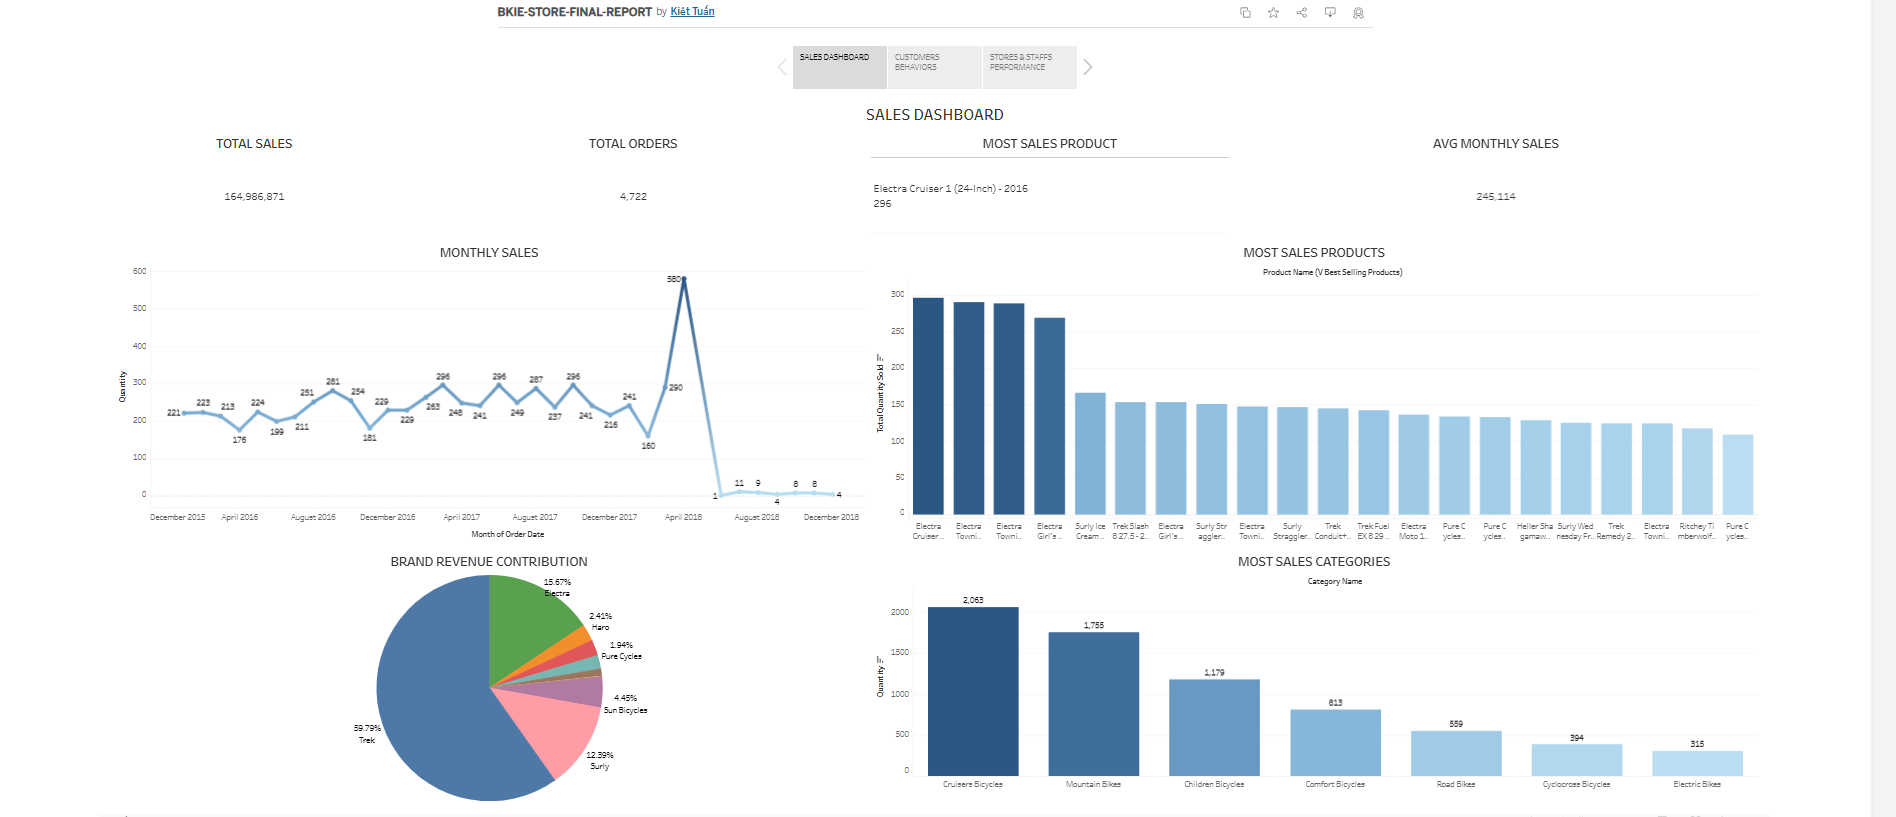 BKIE-STORE-FINAL-REPORT by Kiệt Tuấn
SALES DASHBOARD
CUSTOMERS
BEHAVIORS
STORES & STAFFS
PERFORMANCE
SALES DASHBOARD
TOTAL SALES
164,986,871
TOTAL ORDERS
4,722
MOST SALES PRODUCT
Electra Cruiser 1 (24-Inch) - 2016
296
AVG MONTHLY SALES
245,114
MONTHLY SALES
Quantity
600
500
400
300
200
100
0
221
223
213
176
224
199
211
251
281
254
181
229
229
263
296
248
241
296
249
287
237
296
241
216
241
160
290
580
1
11
9
4
8
8
4
December 2015
April 2016
August 2016
December 2016
April 2017
August 2017
December 2017
April 2018
August 2018
December 2018
Month of Order Date
MOST SALES PRODUCTS
Product Name (V Best Selling Products)
Total Quantity Sold
300
250
200
150
100
50
0
Electra
Cruiser..
Electra
Towni..
Electra
Towni..
Electra
Girl's ..
Surly Ice
Cream ..
Trek Slash
8 27.5 - 2..
Electra
Girl's ..
Surly Str
aggler..
Electra
Towni..
Surly
Straggler..
Trek
Conduit+..
Trek Fuel
EX 8 29 ..
Electra
Moto 1..
Pure C
ycles..
Pure C
ycles..
Heller Sha
gamaw..
Surly Wed
nesday Fr..
Trek
Remedy 2..
Electra
Towni..
Ritchey Ti
mberwolf..
Pure C
ycles..
BRAND REVENUE CONTRIBUTION
15.67%
Electra
2.41%
Haro
1.94%
Pure Cycles
4.45%
Sun Bicycles
12.39%
Surly
59.79%
Trek
MOST SALES CATEGORIES
Category Name
Quantity
2000
1500
1000
500
0
2,063
1,755
1,179
813
559
394
315
Cruisers Bicycles
Mountain Bikes
Children Bicycles
Comfort Bicycles
Road Bikes
Cyclocross Bicycles
Electric Bikes